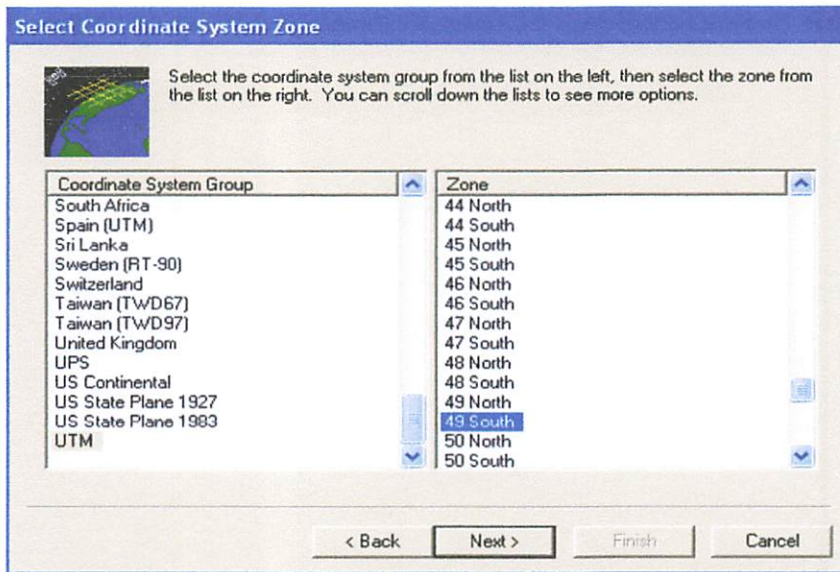 Select Coordinate System Zone
Select the coordinate system group from the list on the left, then select the zone from
the list on the right. You can scroll down the lists to see more options.
Coordinate System Group
South Africa
Spain (UTM)
Sri Lanka
Sweden (RT-90)
Switzerland
Taiwan (TWD67)
Taiwan (TWD97)
United Kingdom
UPS
US Continental
US State Plane 1927
US State Plane 1983
UTM
Zone
44 North
44 South
45 North
45 South
46 North
46 South
47 North
47 South
48 North
48 South
49 North
49 South
50 North
50 South
< Back
Next >
Finish
Cancel